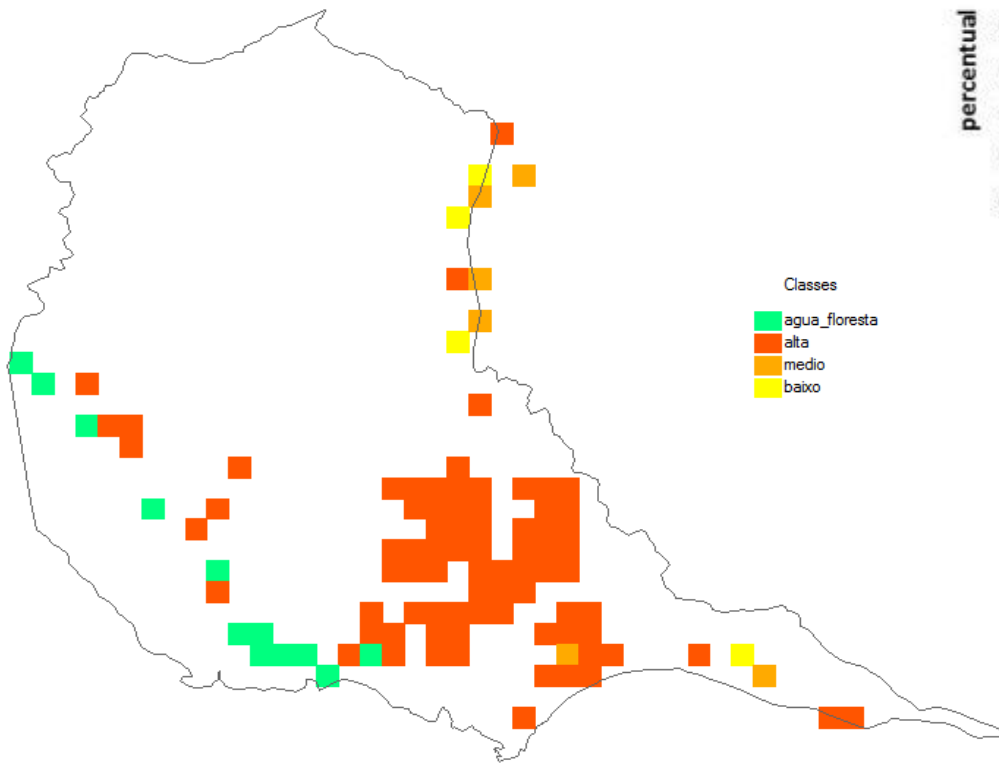 percentual
Classes
agua_floresta
alta
medio
baixo